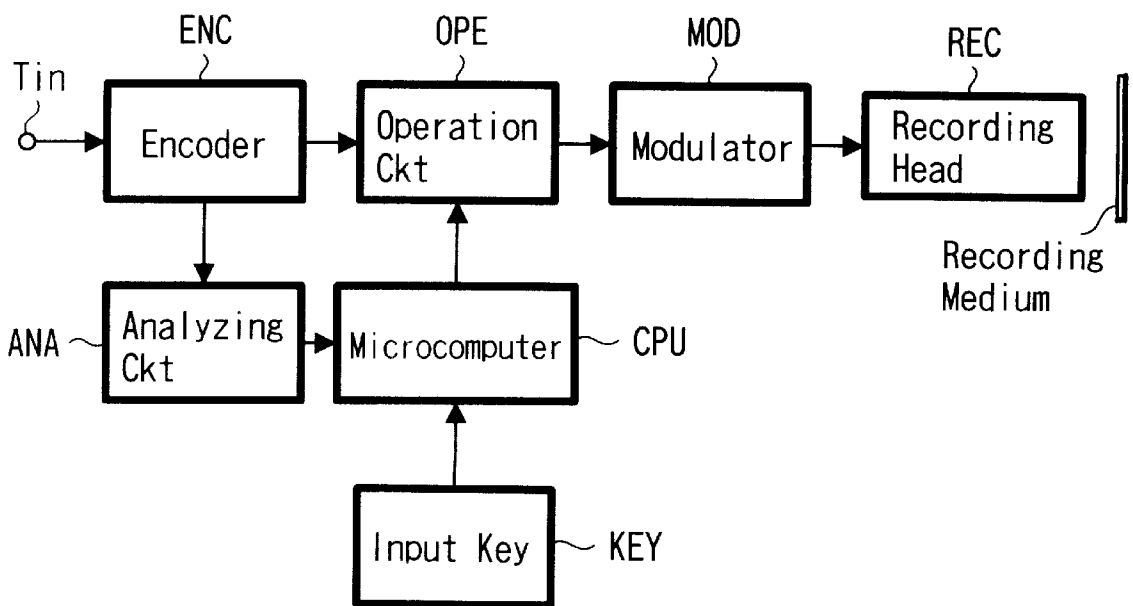 ENC
OPE
MOD
REC
Tin
Encoder
Operation
Ckt
Modulator
Recording
Head
Recording
Medium
ANA
Analyzing
Ckt
Microcomputer
CPU
Input Key
KEY